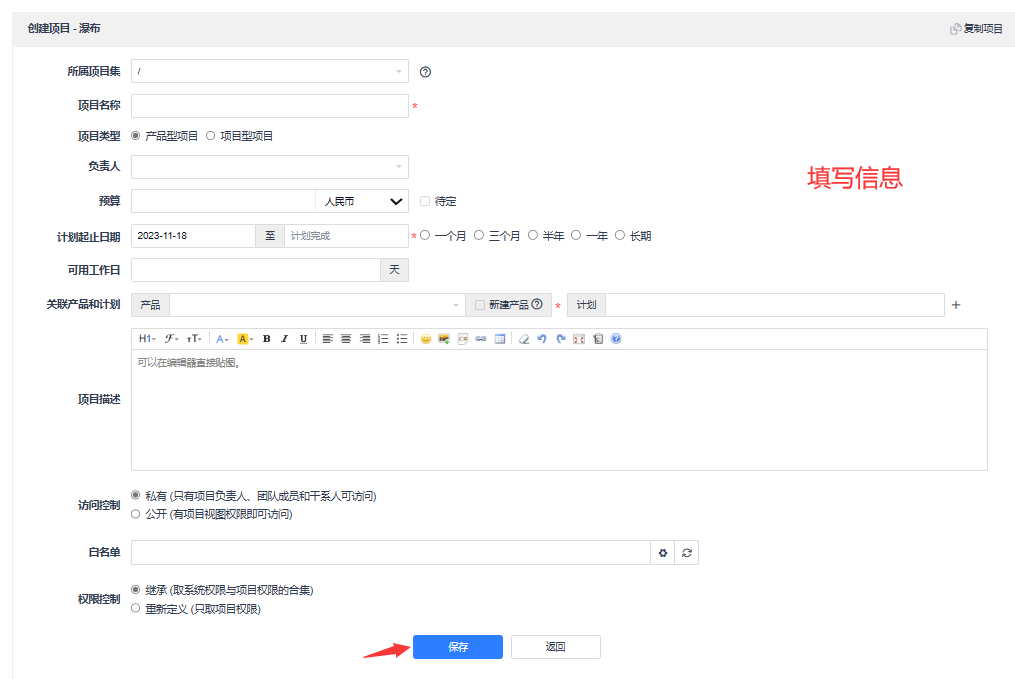 创建项目 - 瀑布 复制项目
所属项目集 /
项目名称 *
项目类型 产品型项目 项目型项目
负责人
填写信息
预算 人民币 待定
计划起止日期 2023-11-18 至 计划完成 * 一个月 三个月 半年 一年 长期
可用工作日 天
关联产品和计划 产品 新建产品 * 计划 +
H1 F TT A A B I U
可以在编辑器直接贴图。
项目描述
访问控制 私有 (只有项目负责人、团队成员和干系人可访问)
公开 (有项目视图权限即可访问)
白名单
权限控制 继承 (取系统权限与项目权限的合集)
重新定义 (只取项目权限)
保存 返回